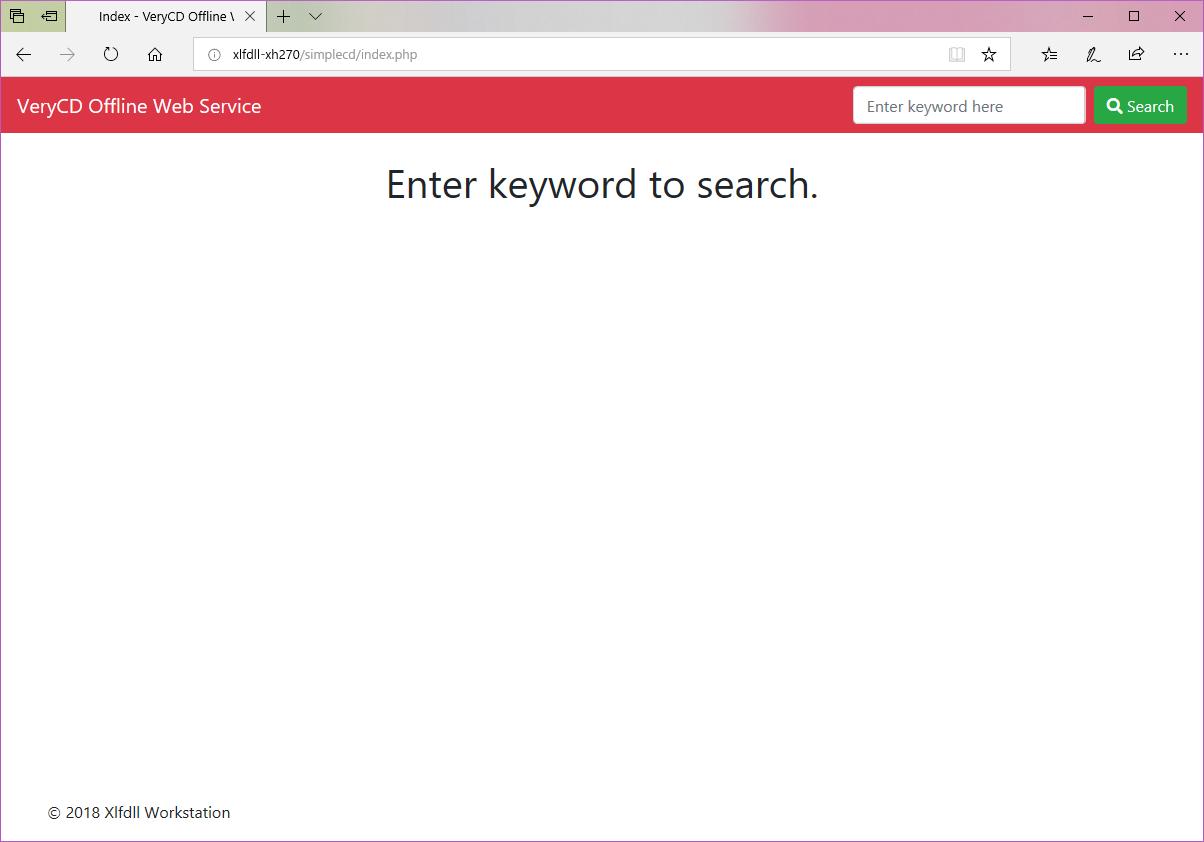 Index - VeryCD Offline
xlfdll-xh270/simplecd/index.php
VeryCD Offline Web Service
Enter keyword here
Search
Enter keyword to search.
© 2018 Xlfdll Workstation